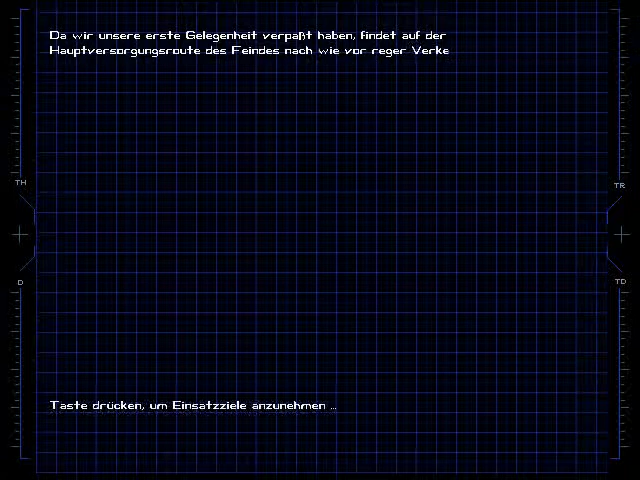 Da wir unsere erste Gelegenheit verpaßt haben, findet auf der
Hauptversorgungsroute des Feindes nach wie vor reger Verke
TH
TR
D
TD
Taste drücken, um Einsatzziele anzunehmen ...